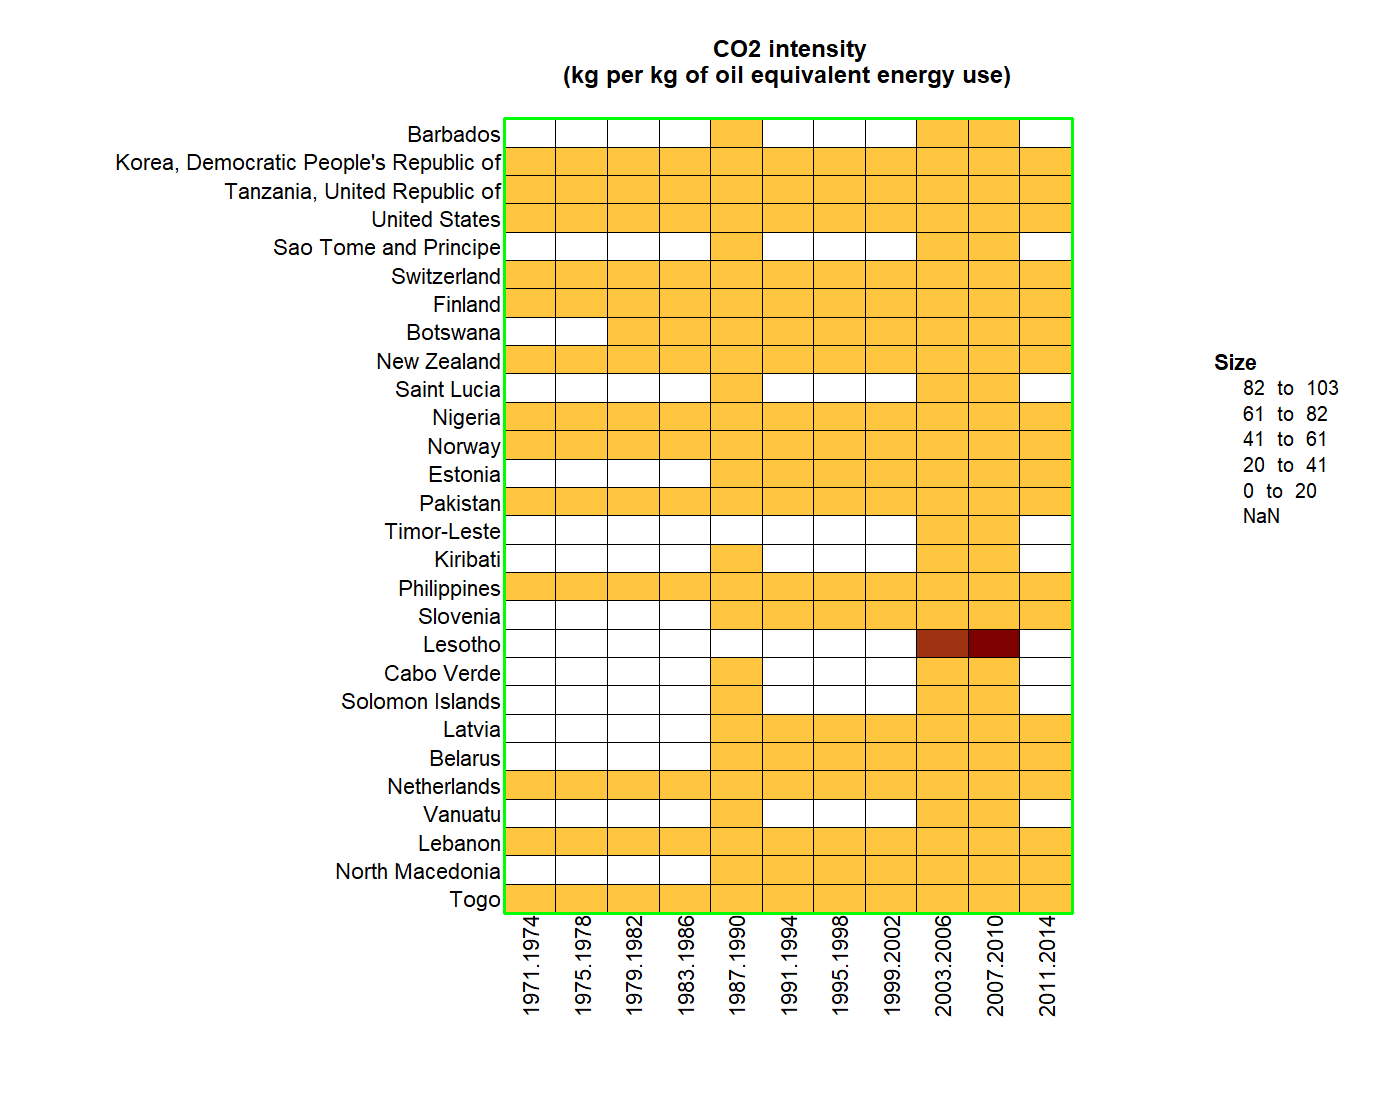 CO2 intensity
(kg per kg of oil equivalent energy use)
Barbados
Korea, Democratic People's Republic of
Tanzania, United Republic of
United States
Sao Tome and Principe
Switzerland
Finland
Botswana
New Zealand
Saint Lucia
Nigeria
Norway
Estonia
Pakistan
Timor-Leste
Kiribati
Philippines
Slovenia
Lesotho
Cabo Verde
Solomon Islands
Latvia
Belarus
Netherlands
Vanuatu
Lebanon
North Macedonia
Togo
1971.1974
1975.1978
1979.1982
1983.1986
1987.1990
1991.1994
1995.1998
1999.2002
2003.2006
2007.2010
2011.2014
Size
82 to 103
61 to 82
41 to 61
20 to 41
0 to 20
NaN